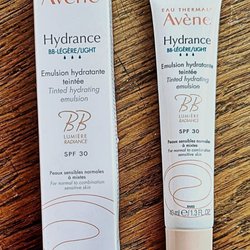 Avène
Hydrance
BB-LÉGÈRE/LIGHT
Emulsion hydratante
teintée
Tinted hydrating
emulsion
BB
LUMIÈRE
RADIANCE
SPF 30
Peaux sensibles normales
à mixtes
For normal to combination
sensitive skin
EAU THERMALE
Avène
Hydrance
BB-LÉGÈRE/LIGHT
Emulsion hydratante
teintée
Tinted hydrating
emulsion
BB
LUMIÈRE
RADIANCE
SPF 30
Peaux sensibles normales
à mixtes
For normal to combination
sensitive skin